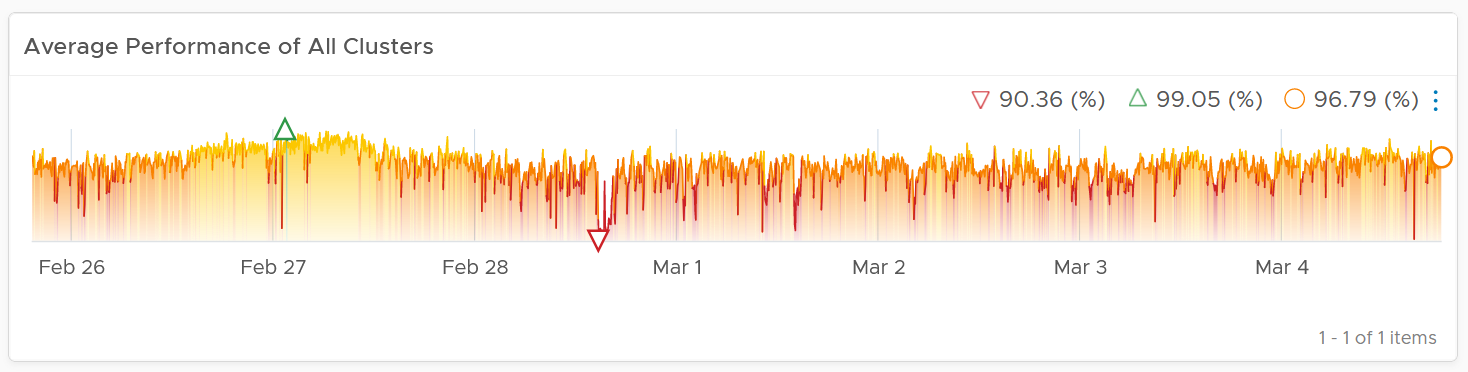 Average Performance of All Clusters
90.36 (%) 99.05 (%) 96.79 (%)
Feb 26 Feb 27 Feb 28 Mar 1 Mar 2 Mar 3 Mar 4
1 - 1 of 1 items